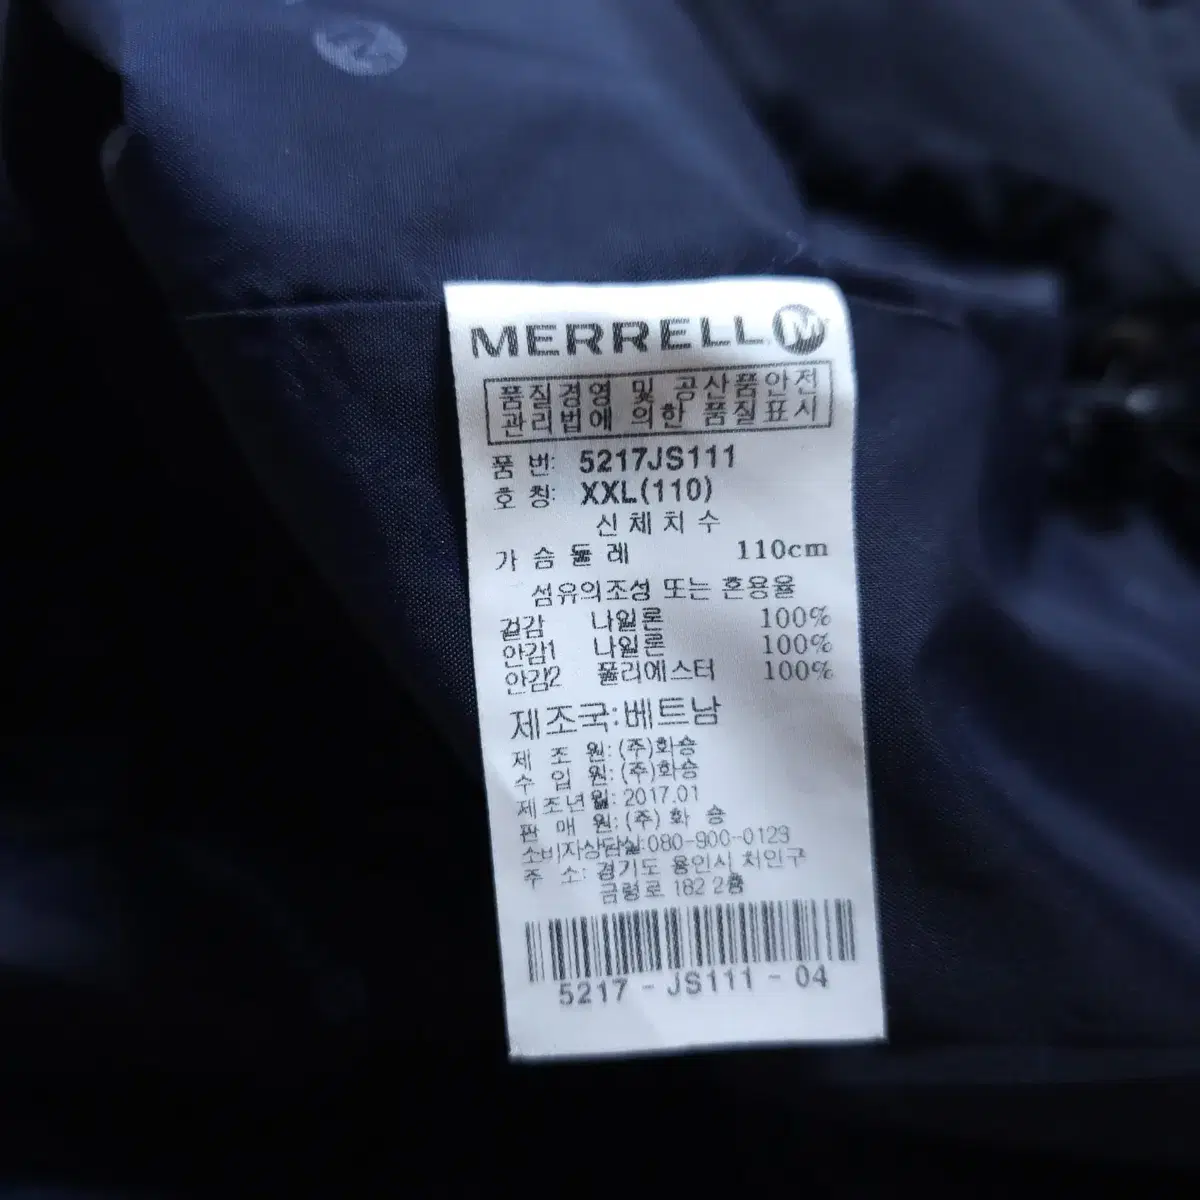 MERRELL
품질경영 및 공산품안전
관리법에 의한 품질표시
품 번: 5217JS111
호 칭: XXL(110)
신체치수
가슴둘레 110cm
섬유의조성 또는 혼용율
겉감 나일론 100%
안감1 나일론 100%
안감2 폴리에스터 100%
제조국:베트남
제 조 원: (주)화승
수 입 원: (주)화승
제조년월: 2017.01
판 매 원: (주) 화 승
소비자상담실:080-900-0123
주 소: 경기도 용인시 처인구
금령로 182 2층
5217 - JS111 - 04